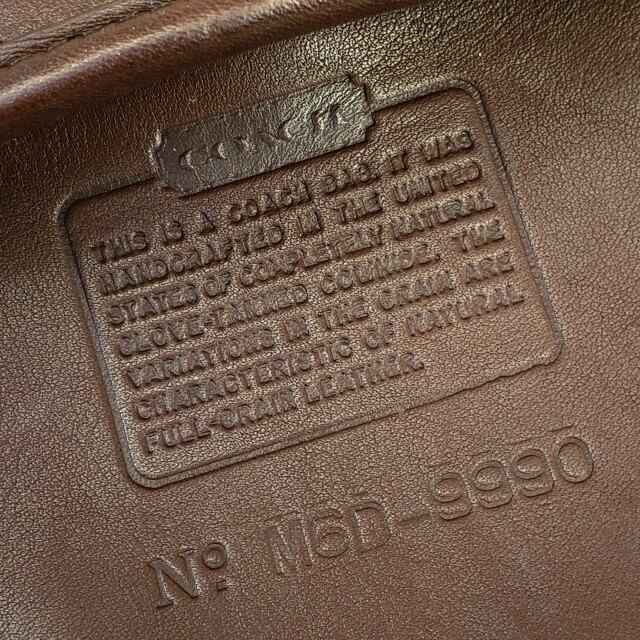 COACH
THIS IS A COACH BAG. IT WAS
HANDCRAFTED IN THE UNITED
STATES OF COMPLETELY NATURAL
GLOVE-TANNED COWHIDE. THE
VARIATIONS IN THE GRAIN ARE
CHARACTERISTIC OF NATURAL
FULL-GRAIN LEATHER.
Nº M6D-9990